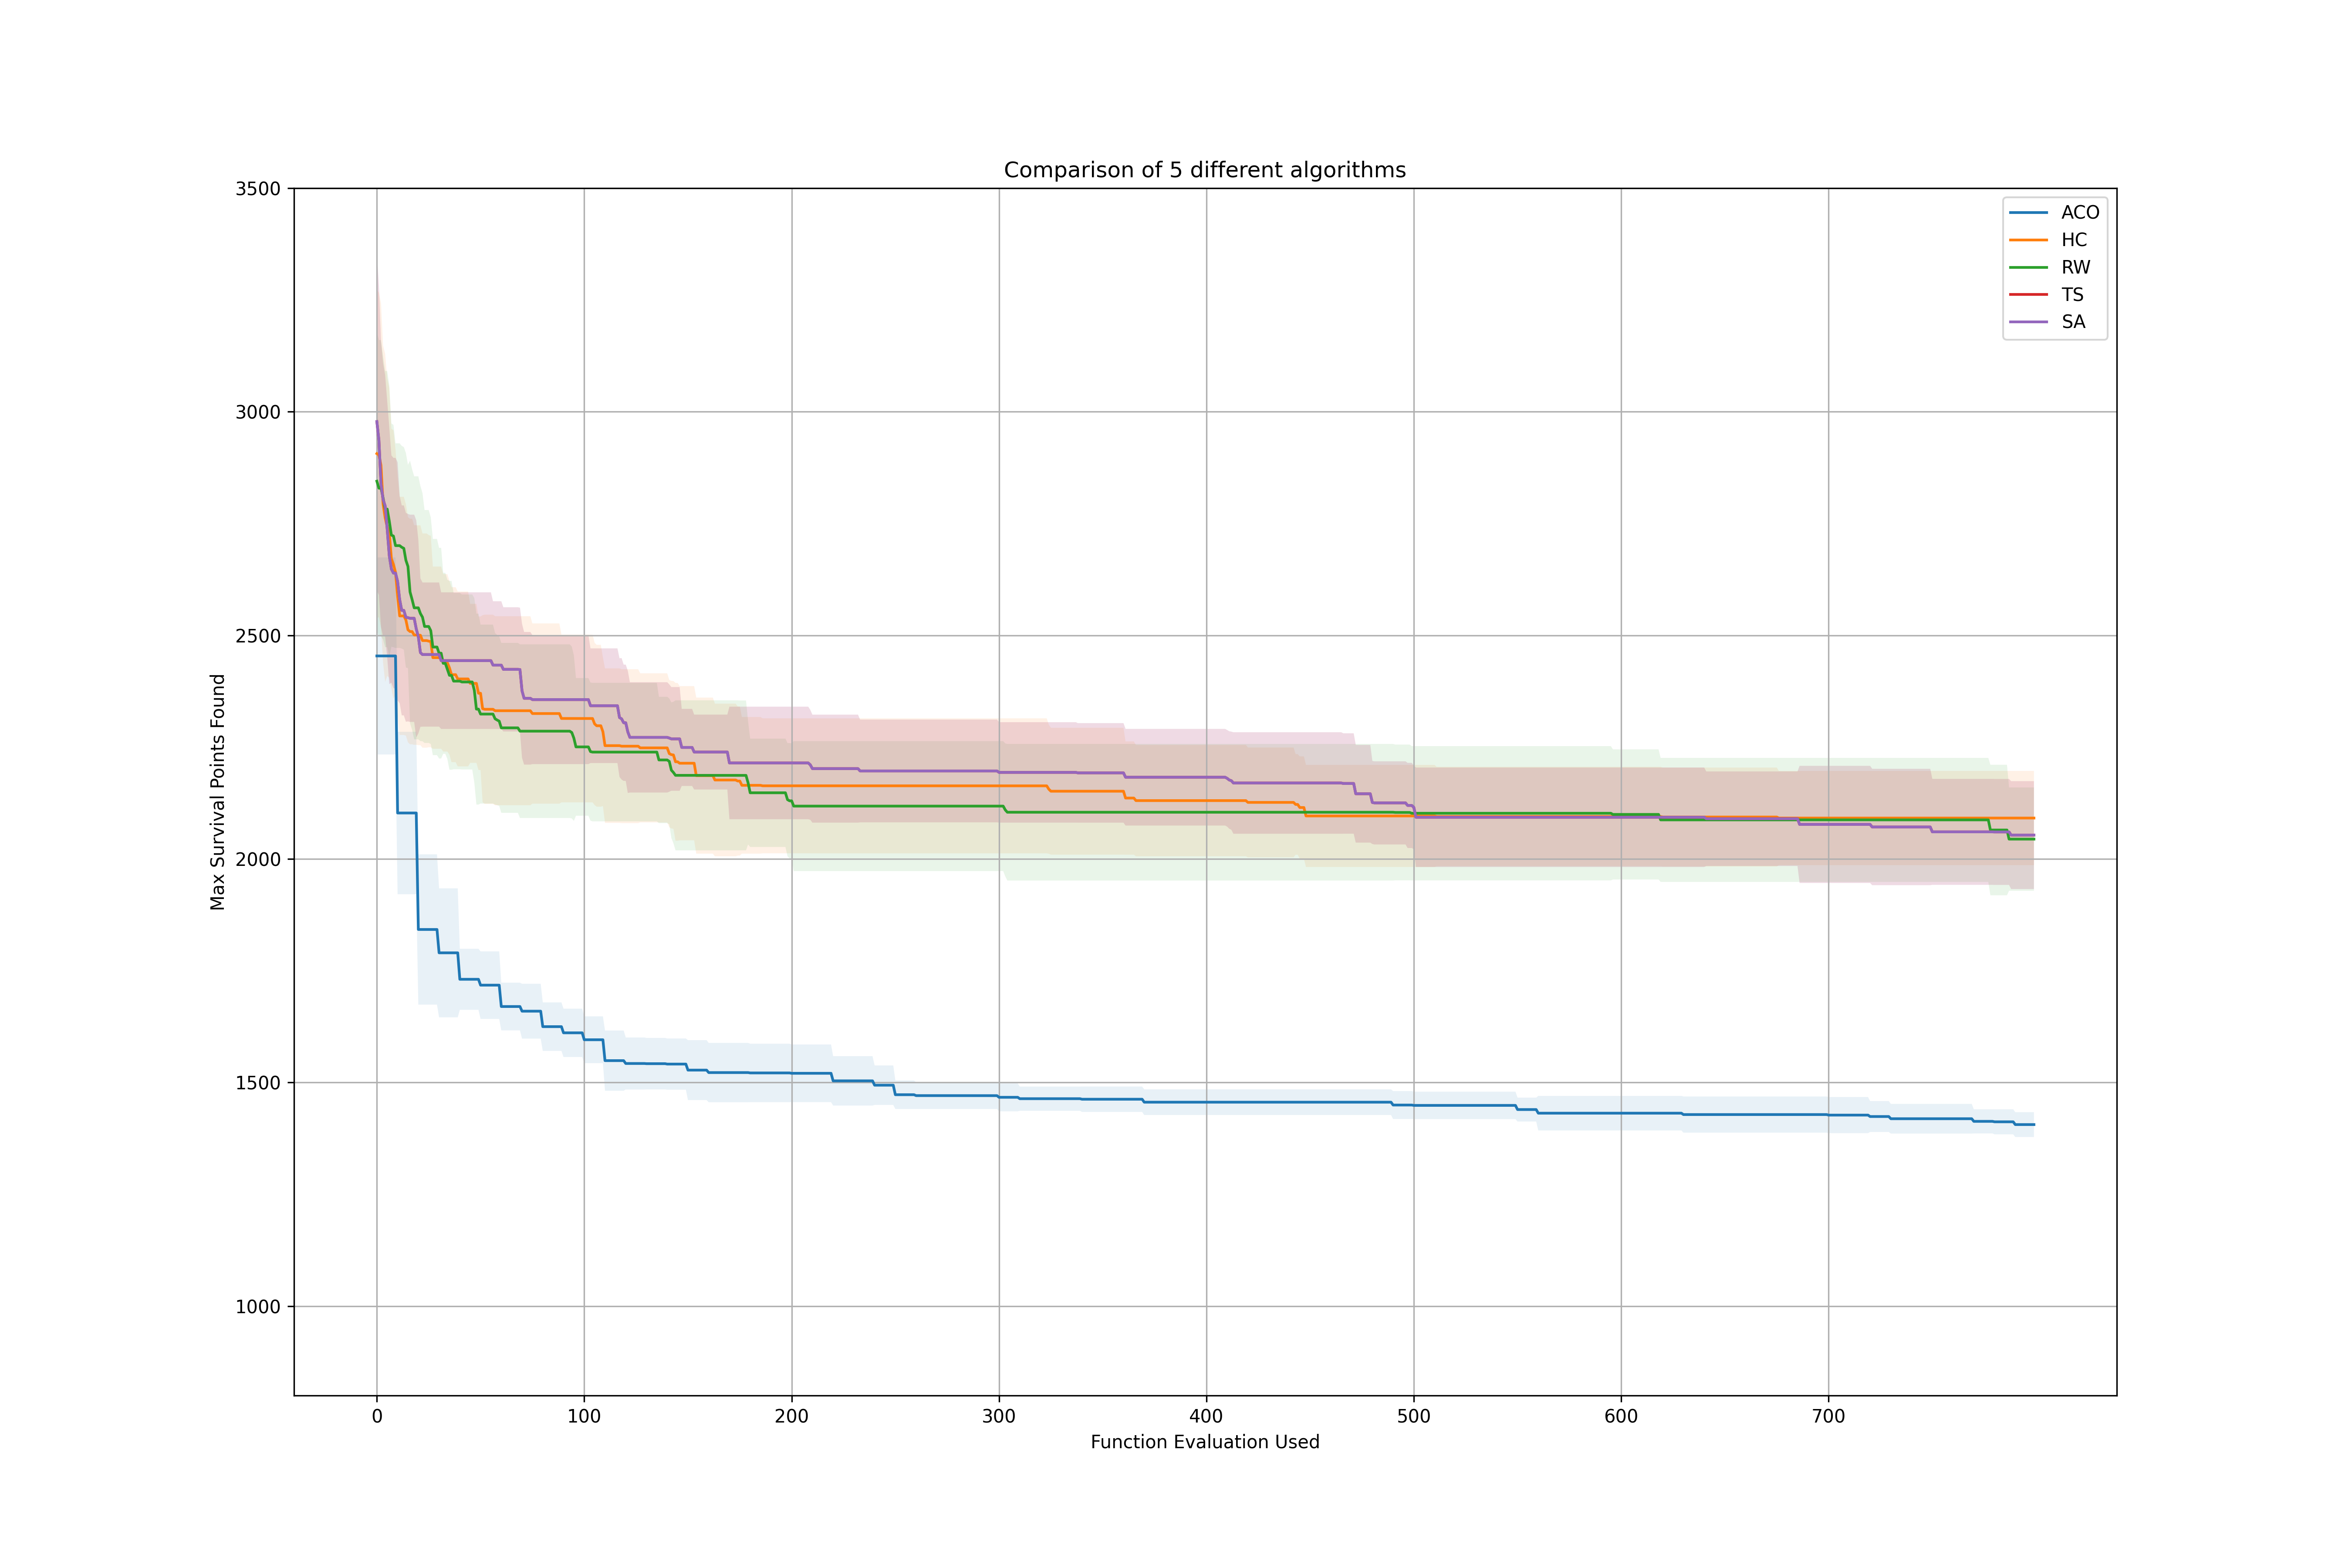 Comparison of 5 different algorithms
3500
3000
2500
2000
1500
1000
Max Survival Points Found
ACO
HC
RW
TS
SA
0 100 200 300 400 500 600 700
Function Evaluation Used